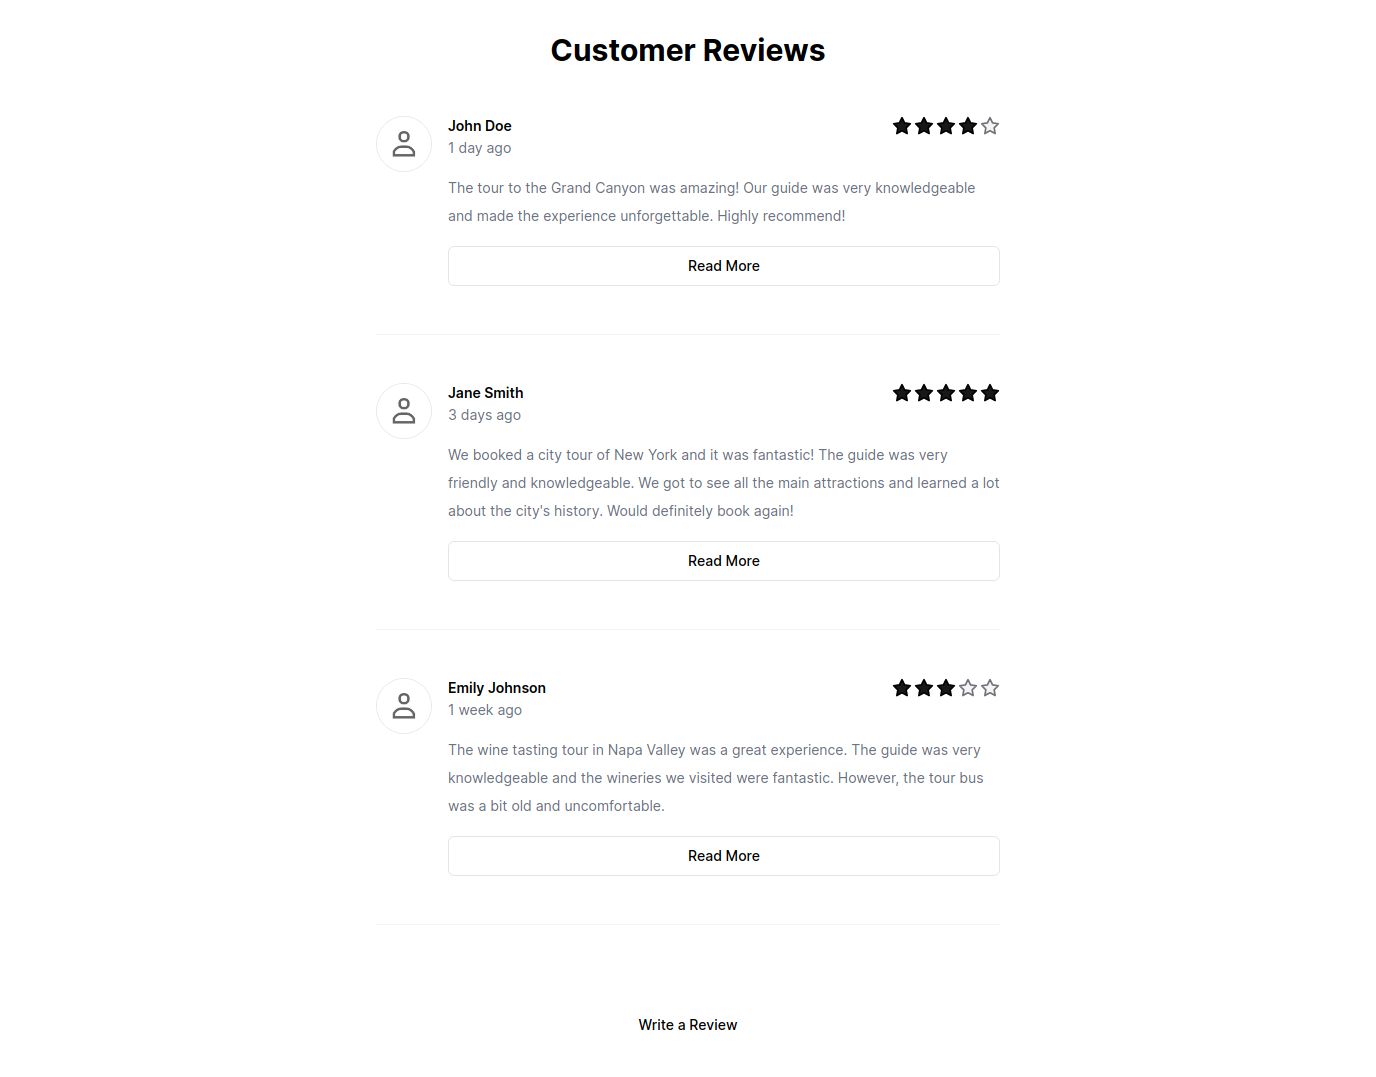 Customer Reviews
John Doe
1 day ago
The tour to the Grand Canyon was amazing! Our guide was very knowledgeable
and made the experience unforgettable. Highly recommend!
Read More
Jane Smith
3 days ago
We booked a city tour of New York and it was fantastic! The guide was very
friendly and knowledgeable. We got to see all the main attractions and learned a lot
about the city's history. Would definitely book again!
Read More
Emily Johnson
1 week ago
The wine tasting tour in Napa Valley was a great experience. The guide was very
knowledgeable and the wineries we visited were fantastic. However, the tour bus
was a bit old and uncomfortable.
Read More
Write a Review